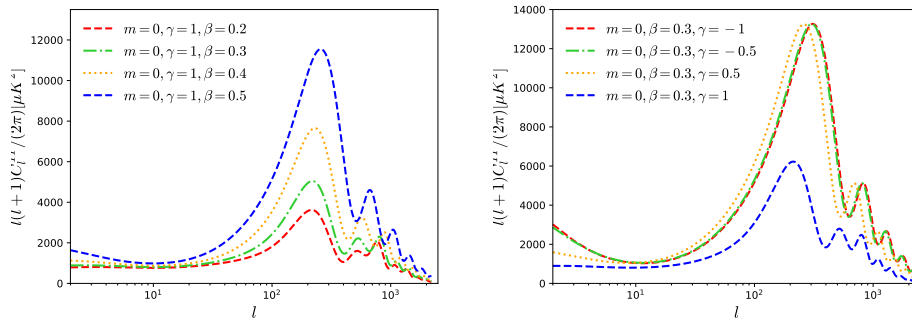 12000
10000
8000
6000
4000
2000
0
10¹
10²
10³
l
l(l + 1)C_l^{TT}/(2π)[μK²]
m = 0, γ = 1, β = 0.2
m = 0, γ = 1, β = 0.3
m = 0, γ = 1, β = 0.4
m = 0, γ = 1, β = 0.5
14000
12000
10000
8000
6000
4000
2000
0
10¹
10²
10³
l
l(l + 1)C_l^{TT}/(2π)[μK²]
m = 0, β = 0.3, γ = −1
m = 0, β = 0.3, γ = −0.5
m = 0, β = 0.3, γ = 0.5
m = 0, β = 0.3, γ = 1